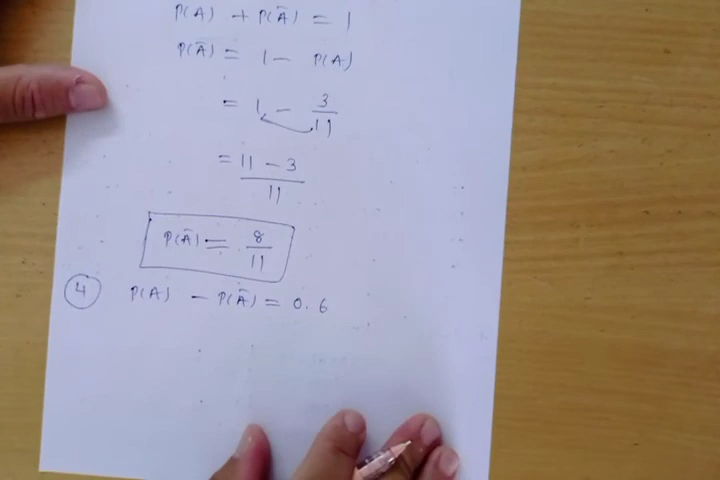 P(A) + P(Ā) = 1
P(Ā) = 1 - P(A)
= 1 - 3/11
= 11 - 3/11
P(Ā) = 8/11
4 P(A) - P(Ā) = 0.6